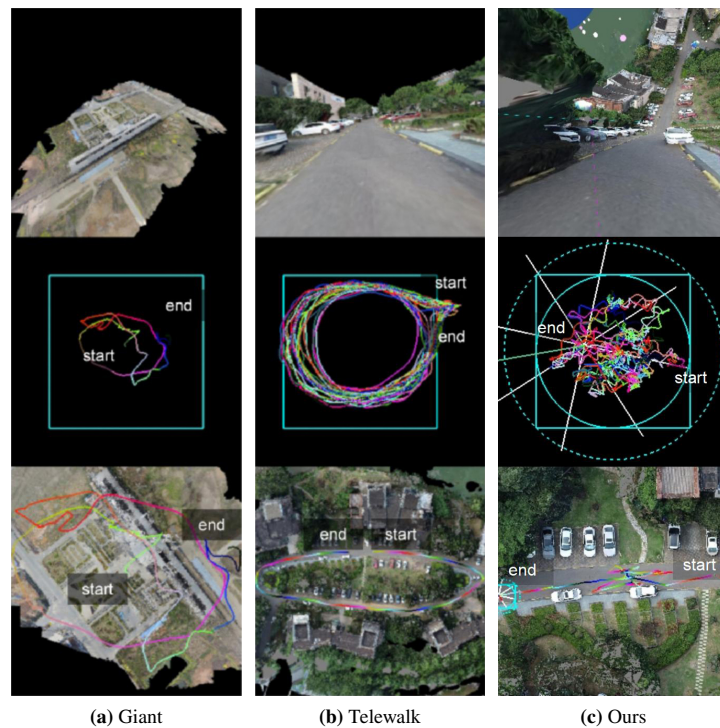 end
start
start
end
end
start
end
start
end
start
end
start
(a) Giant
(b) Telewalk
(c) Ours